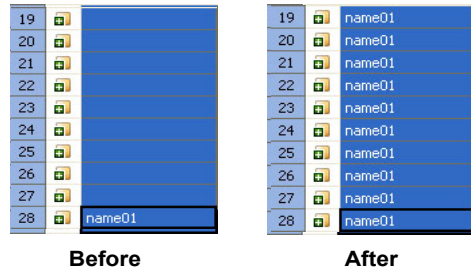 19
20
21
22
23
24
25
26
27
28 name01
Before
19 name01
20 name01
21 name01
22 name01
23 name01
24 name01
25 name01
26 name01
27 name01
28 name01
After